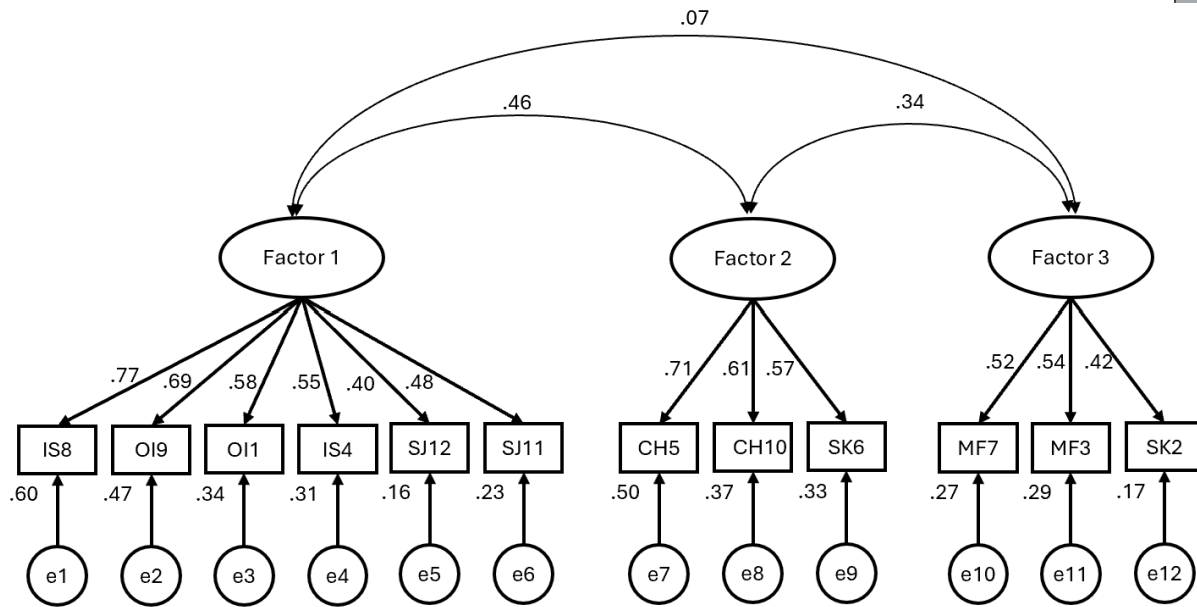 .07
.46 .34
Factor 1 Factor 2 Factor 3
.77 .69 .58 .55 .40 .48 .71 .61 .57 .52 .54 .42
IS8 OI9 OI1 IS4 SJ12 SJ11 CH5 CH10 SK6 MF7 MF3 SK2
.60 .47 .34 .31 .16 .23 .50 .37 .33 .27 .29 .17
e1 e2 e3 e4 e5 e6 e7 e8 e9 e10 e11 e12